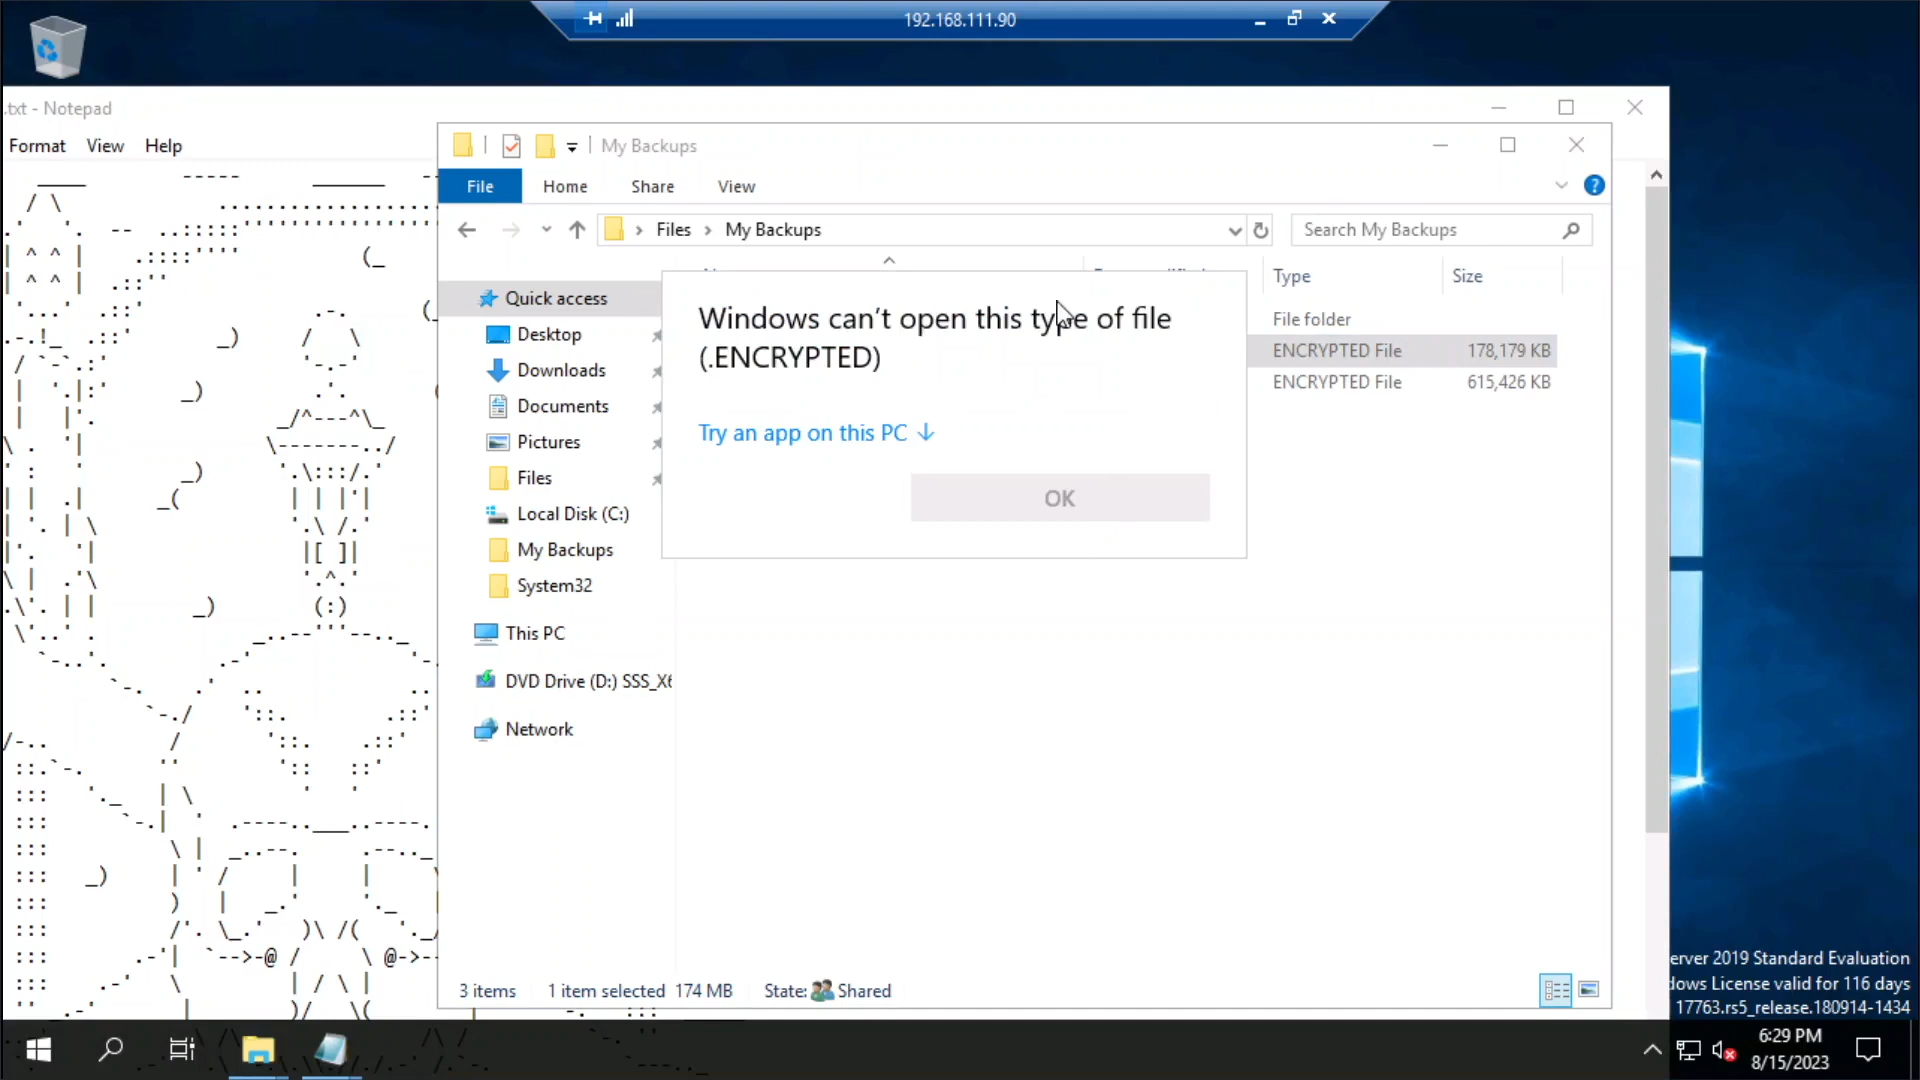 192.168.111.90
.txt - Notepad
Format View Help
My Backups
File Home Share View
Files > My Backups
Search My Backups
Type Size
Quick access
Desktop
Downloads
Documents
Pictures
Files
Local Disk (C:)
My Backups
System32
This PC
DVD Drive (D:) SSS_X6
Network
File folder
ENCRYPTED File 178,179 KB
ENCRYPTED File 615,426 KB
Windows can't open this type of file
(.ENCRYPTED)
Try an app on this PC
OK
3 items 1 item selected 174 MB State: Shared
erver 2019 Standard Evaluation
dows License valid for 116 days
17763.rs5_release.180914-1434
6:29 PM
8/15/2023